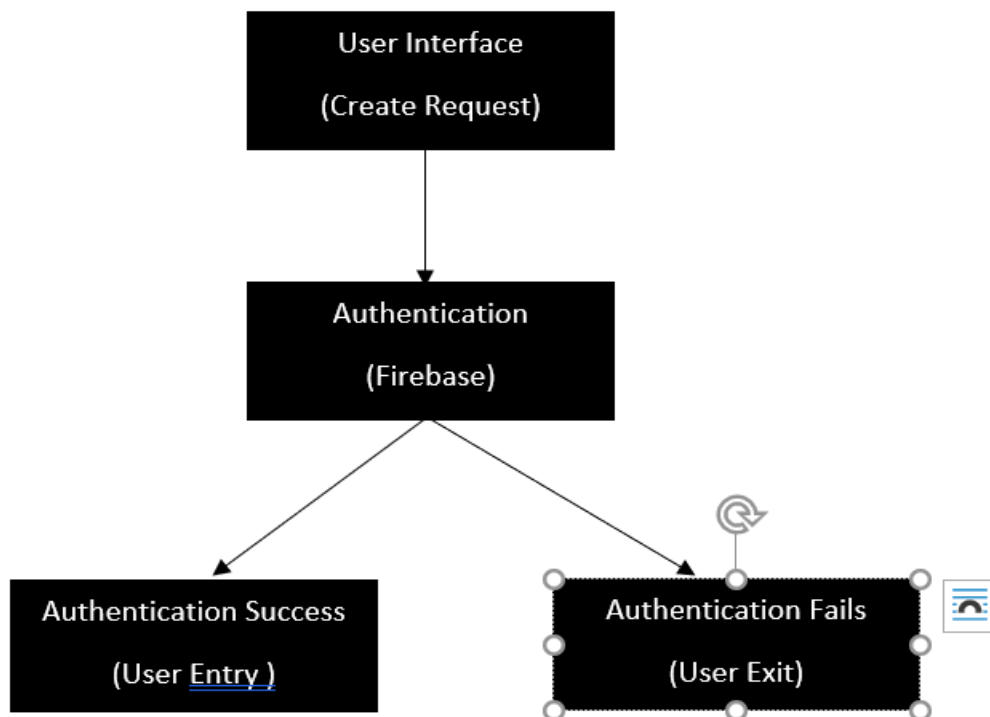 User Interface
(Create Request)
Authentication
(Firebase)
Authentication Success
(User Entry )
Authentication Fails
(User Exit)